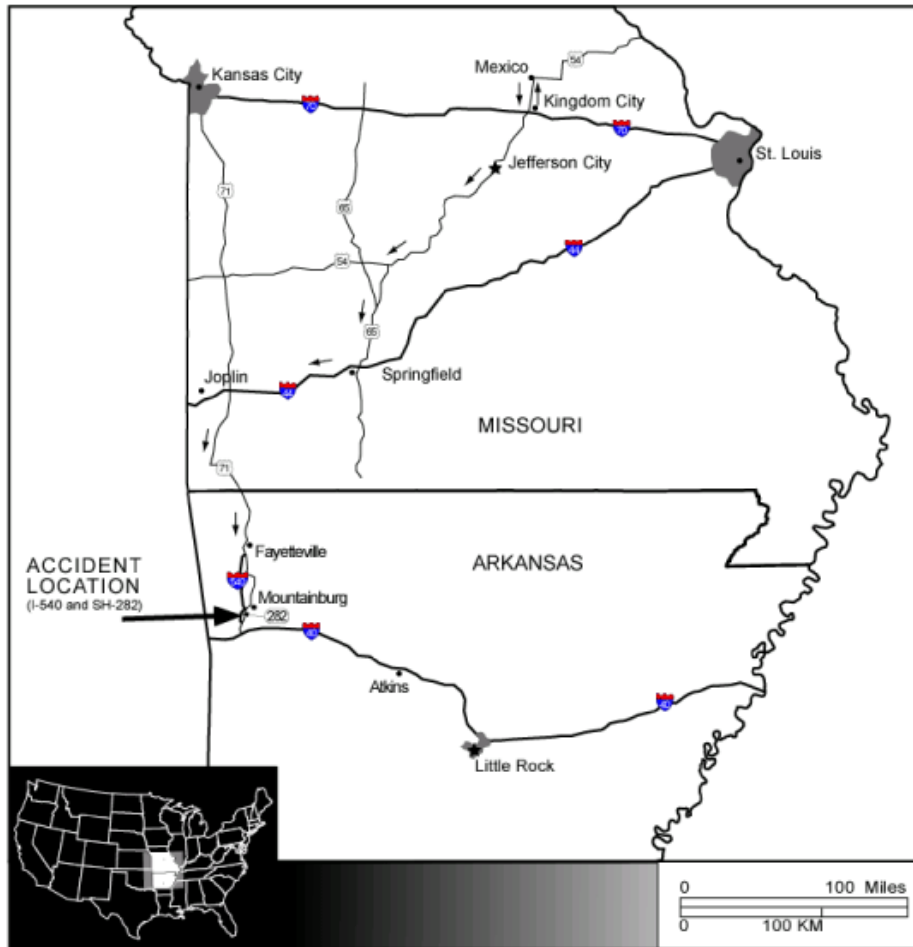 54
Mexico
Kansas City
Kingdom City
70
70
St. Louis
Jefferson City
71
65
44
54
65
Springfield
Joplin
44
MISSOURI
71
Fayetteville
ARKANSAS
ACCIDENT
LOCATION
(I-540 and SH-282)
540
Mountainburg
282
40
Atkins
40
Little Rock
0 100 Miles
0 100 KM